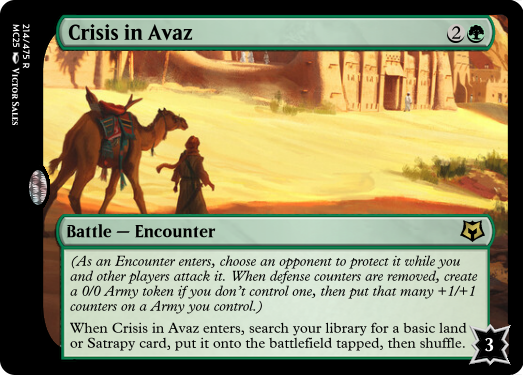 Crisis in Avaz
2
Battle — Encounter
(As an Encounter enters, choose an opponent to protect it while you
and other players attack it. When defense counters are removed, create
a 0/0 Army token if you don't control one, then put that many +1/+1
counters on a Army you control.)
When Crisis in Avaz enters, search your library for a basic land
or Satrapy card, put it onto the battlefield tapped, then shuffle.
3
214/475 R
MC25 Victor Sales